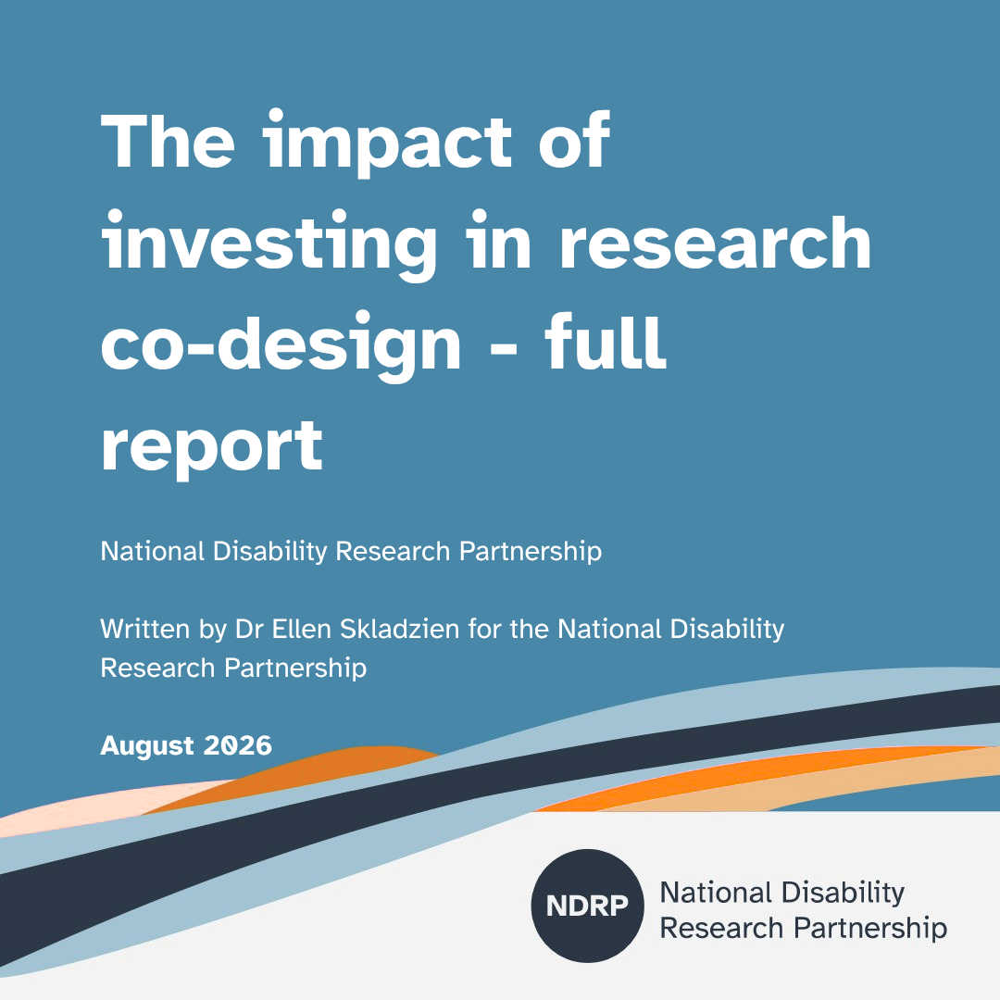 The impact of
investing in research
co-design - full
report
National Disability Research Partnership
Written by Dr Ellen Skladzien for the National Disability
Research Partnership
August 2026
NDRP
National Disability
Research Partnership